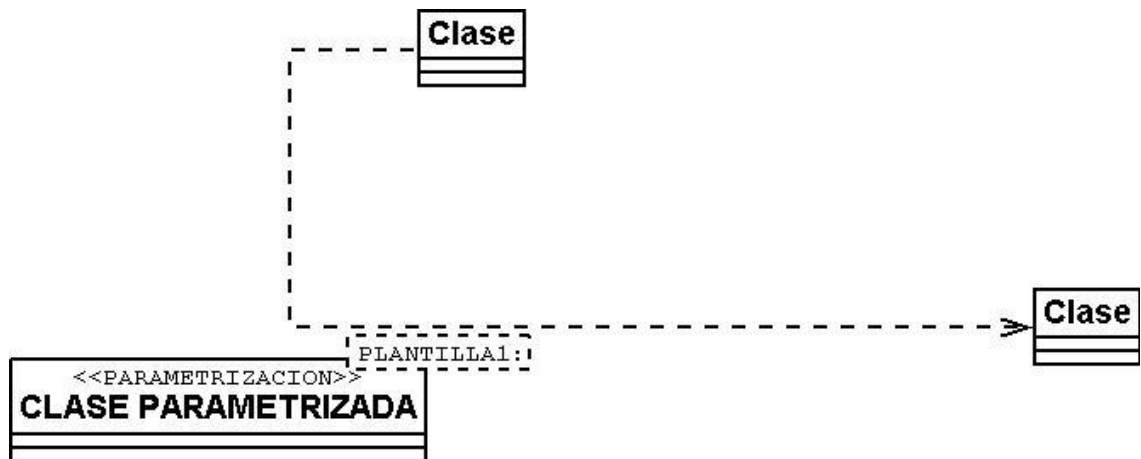 Clase
Clase
PLANTILLA1:
<<PARAMETRIZACION>>
CLASE PARAMETRIZADA